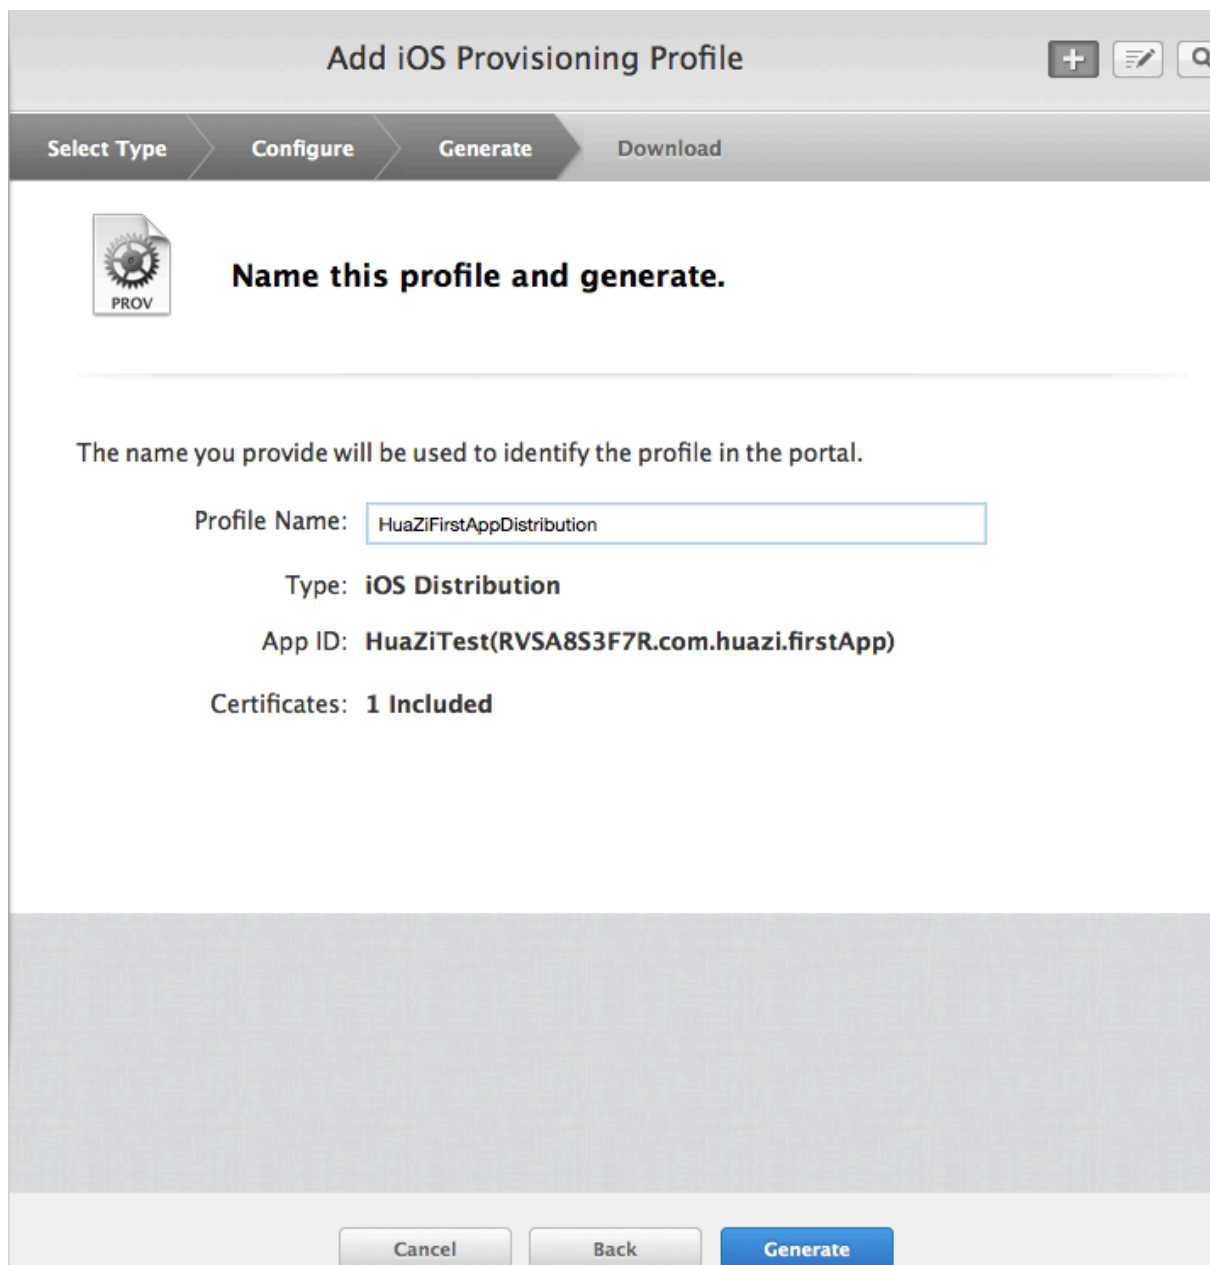 Add iOS Provisioning Profile
Select Type Configure Generate Download
PROV
Name this profile and generate.
The name you provide will be used to identify the profile in the portal.
Profile Name: HuaZiFirstAppDistribution
Type: iOS Distribution
App ID: HuaZiTest(RVSA8S3F7R.com.huazi.firstApp)
Certificates: 1 Included
Cancel Back Generate